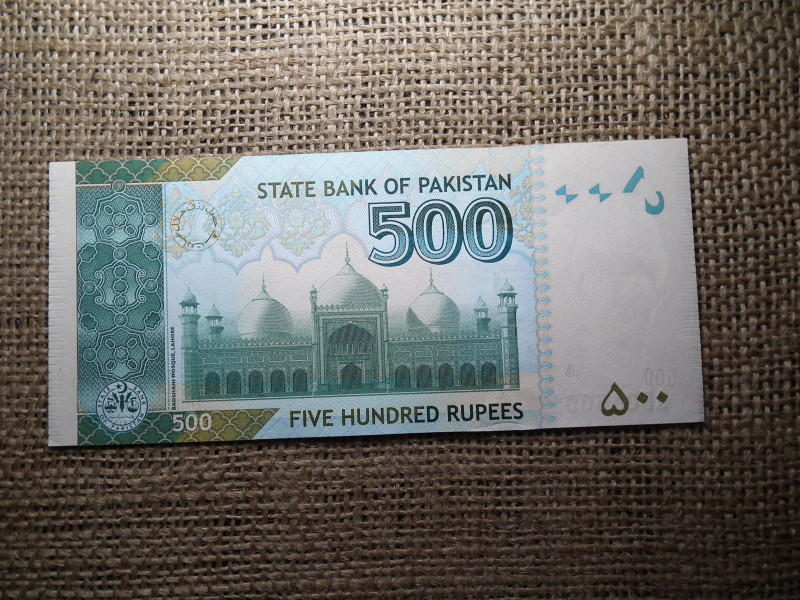 STATE BANK OF PAKISTAN
500
BADSHAHI MOSQUE, LAHORE
500
FIVE HUNDRED RUPEES
۵۰۰